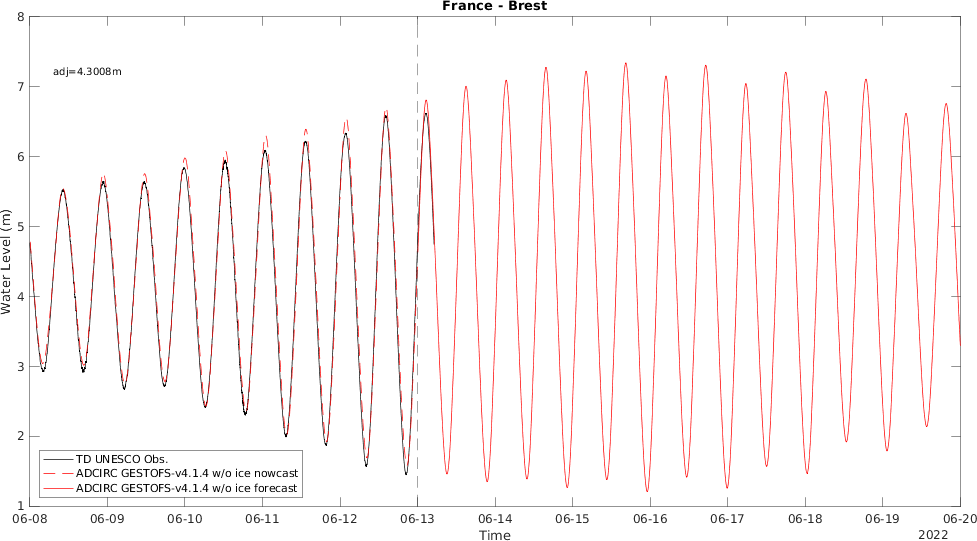 France - Brest
adj=4.3008m
Water Level (m)
8
7
6
5
4
3
2
1
TD UNESCO Obs.
ADCIRC GESTOFS-v4.1.4 w/o ice nowcast
ADCIRC GESTOFS-v4.1.4 w/o ice forecast
06-08 06-09 06-10 06-11 06-12 06-13 06-14 06-15 06-16 06-17 06-18 06-19 06-20
Time
2022